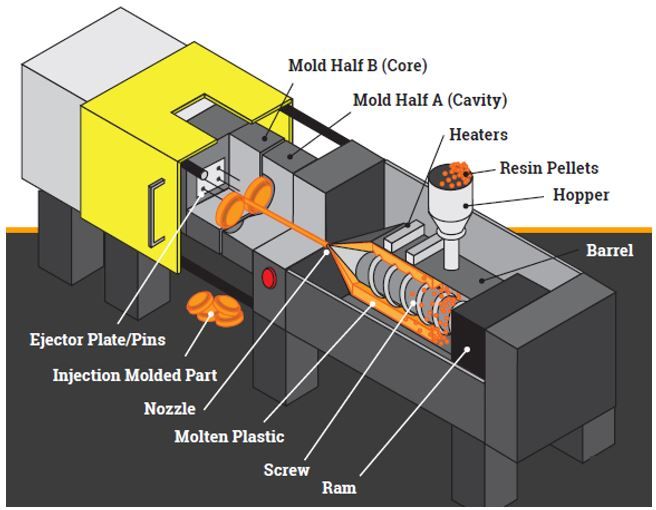 Mold Half B (Core)
Mold Half A (Cavity)
Heaters
Resin Pellets
Hopper
Barrel
Ejector Plate/Pins
Injection Molded Part
Nozzle
Molten Plastic
Screw
Ram